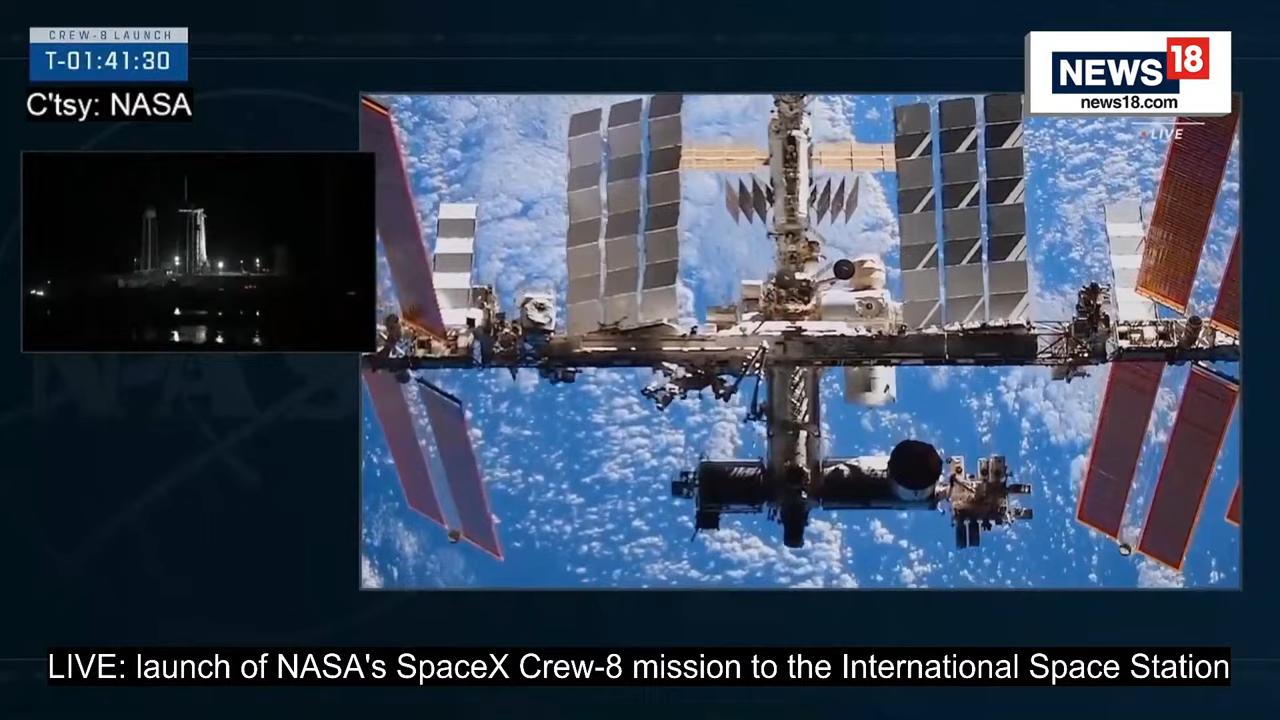 CREW-8 LAUNCH
T-01:41:30
C'tsy: NASA
NEWS18
news18.com
LIVE
NASA
LIVE: launch of NASA's SpaceX Crew-8 mission to the International Space Station